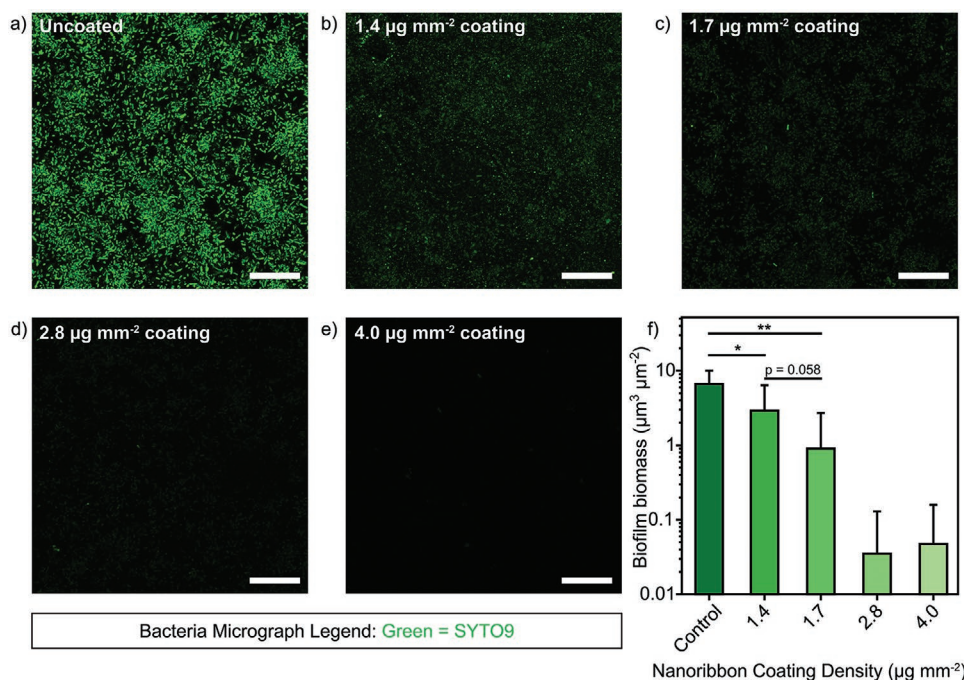 a) Uncoated
b) 1.4 µg mm-2 coating
c) 1.7 µg mm-2 coating
d) 2.8 µg mm-2 coating
e) 4.0 µg mm-2 coating
f)
**
*
p = 0.058
Biofilm biomass (µm³ µm-2)
10
1
0.1
0.01
Control
1.4
1.7
2.8
4.0
Nanoribbon Coating Density (µg mm-2)
Bacteria Micrograph Legend: Green = SYTO9